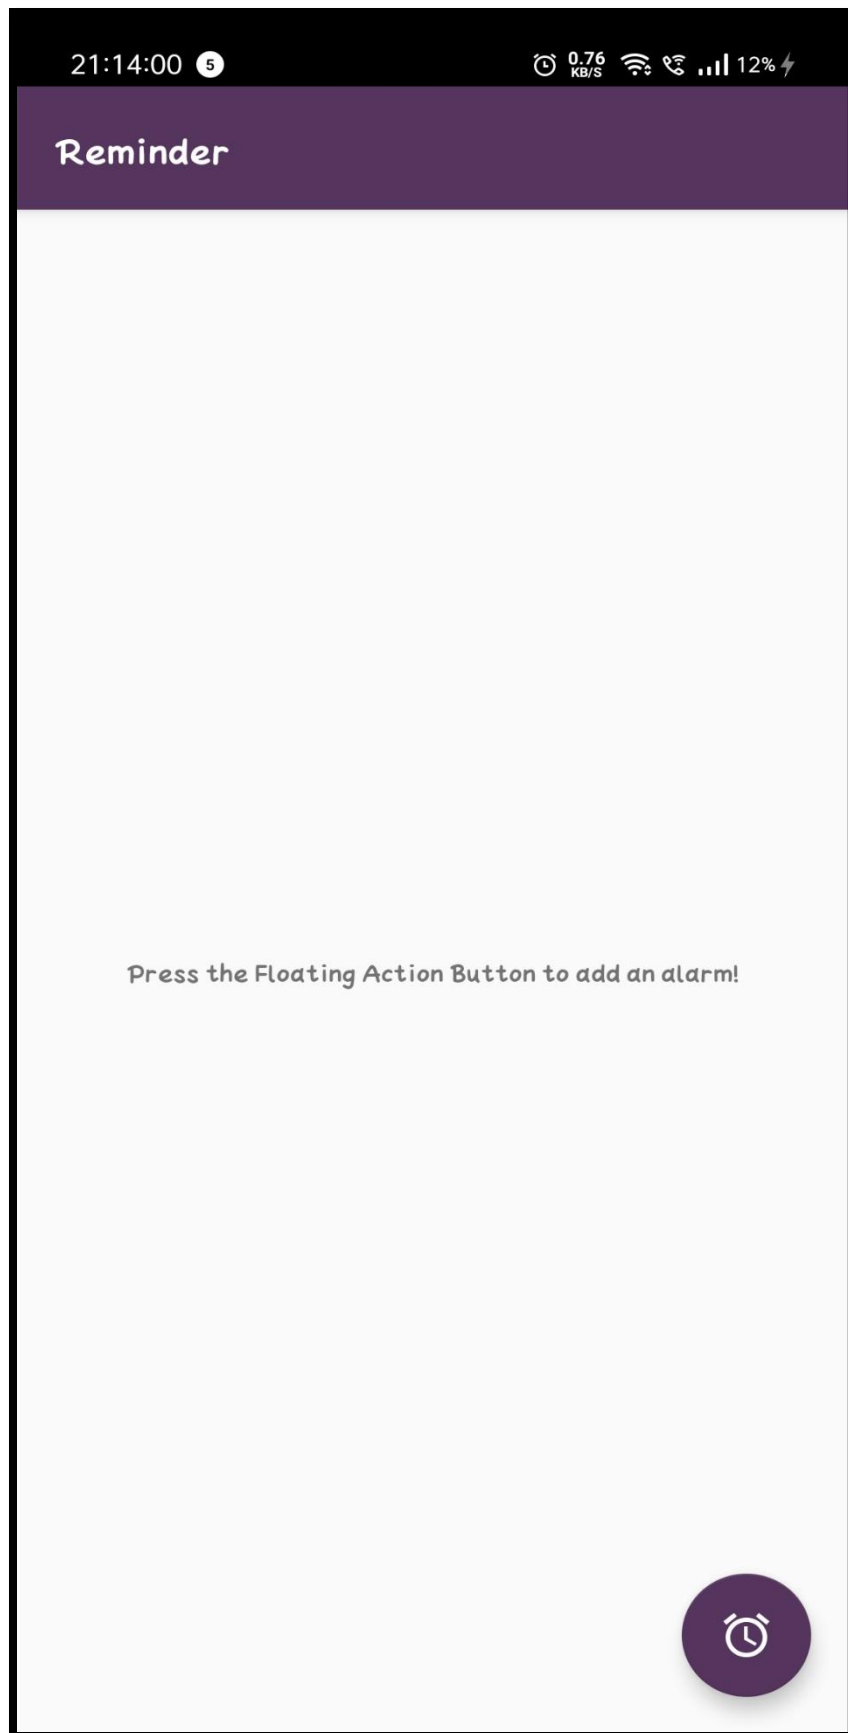 21:14:00 5 0.76 KB/S 12%
Reminder
Press the Floating Action Button to add an alarm!